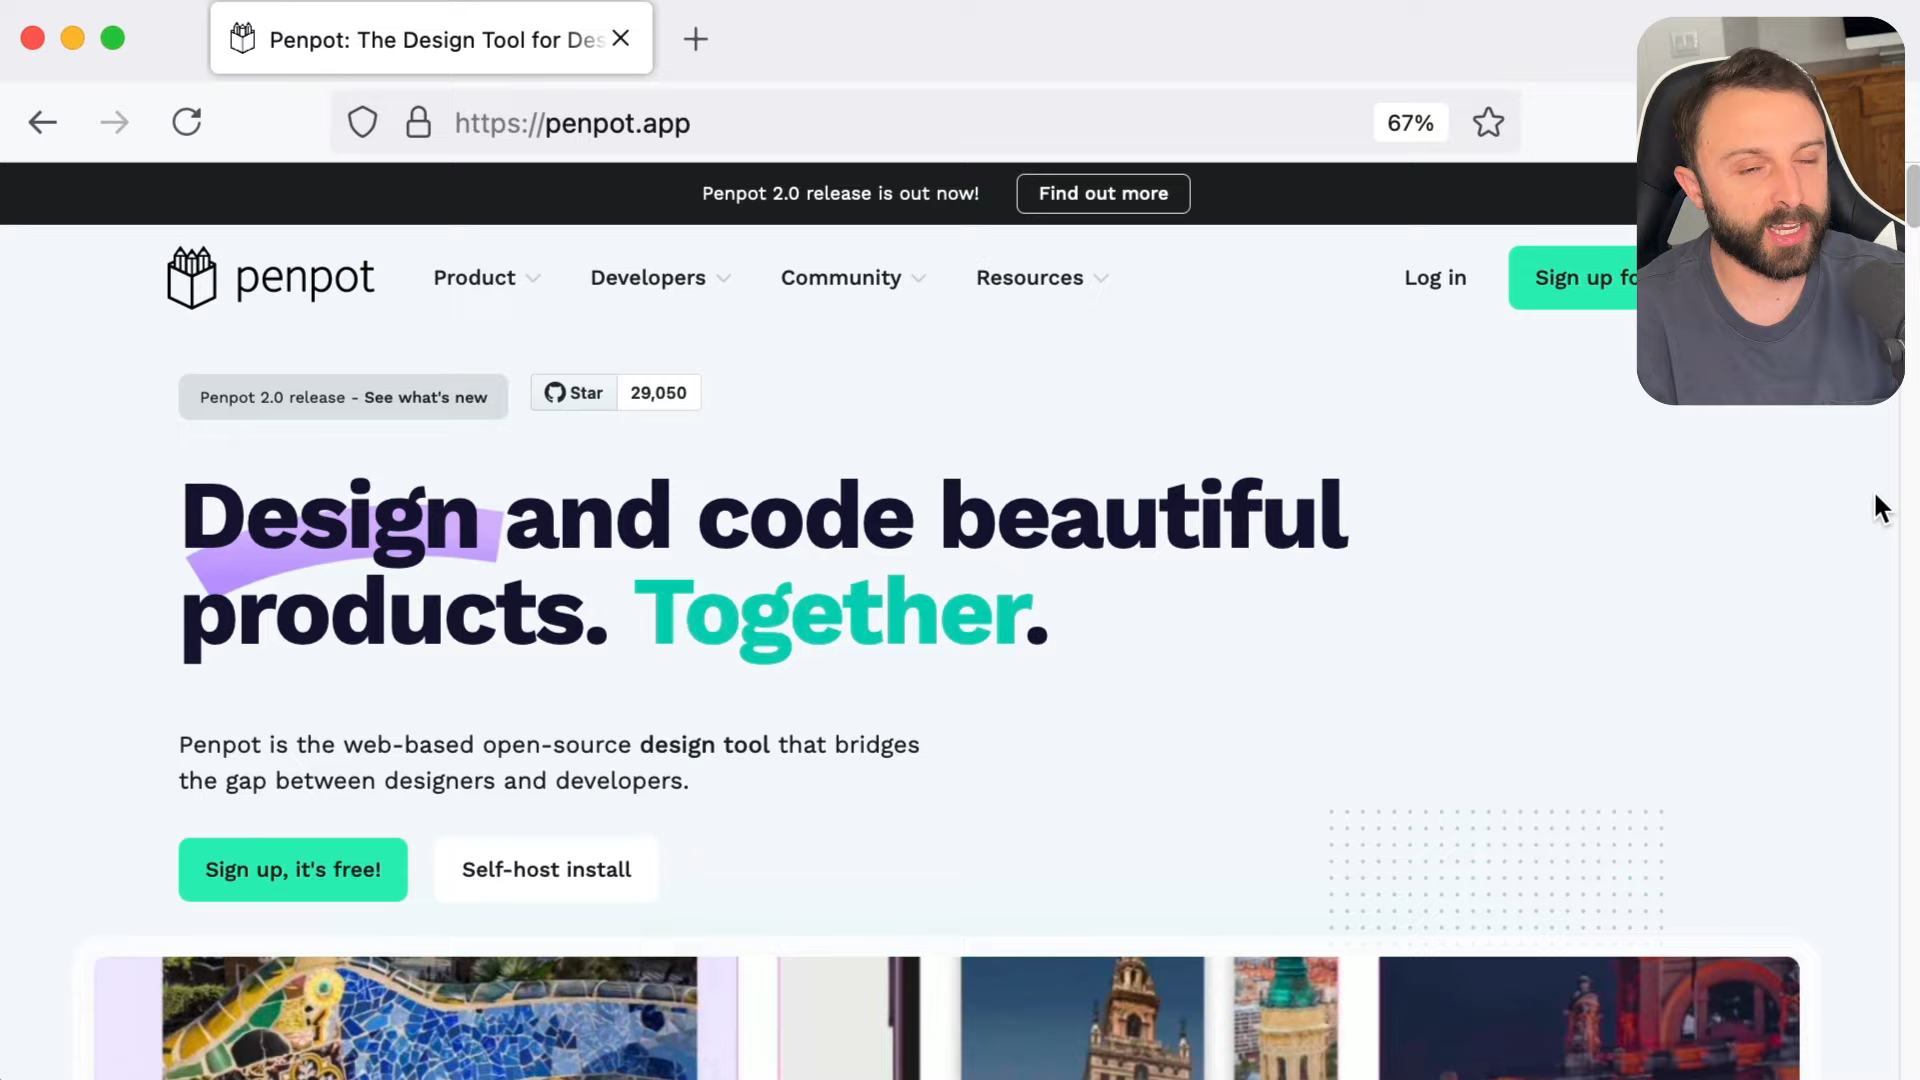 Penpot: The Design Tool for Des
https://penpot.app
67%
Penpot 2.0 release is out now!
Find out more
penpot
Product
Developers
Community
Resources
Log in
Sign up fo
Penpot 2.0 release - See what's new
Star
29,050
Design and code beautiful
products. Together.
Penpot is the web-based open-source design tool that bridges
the gap between designers and developers.
Sign up, it's free!
Self-host install